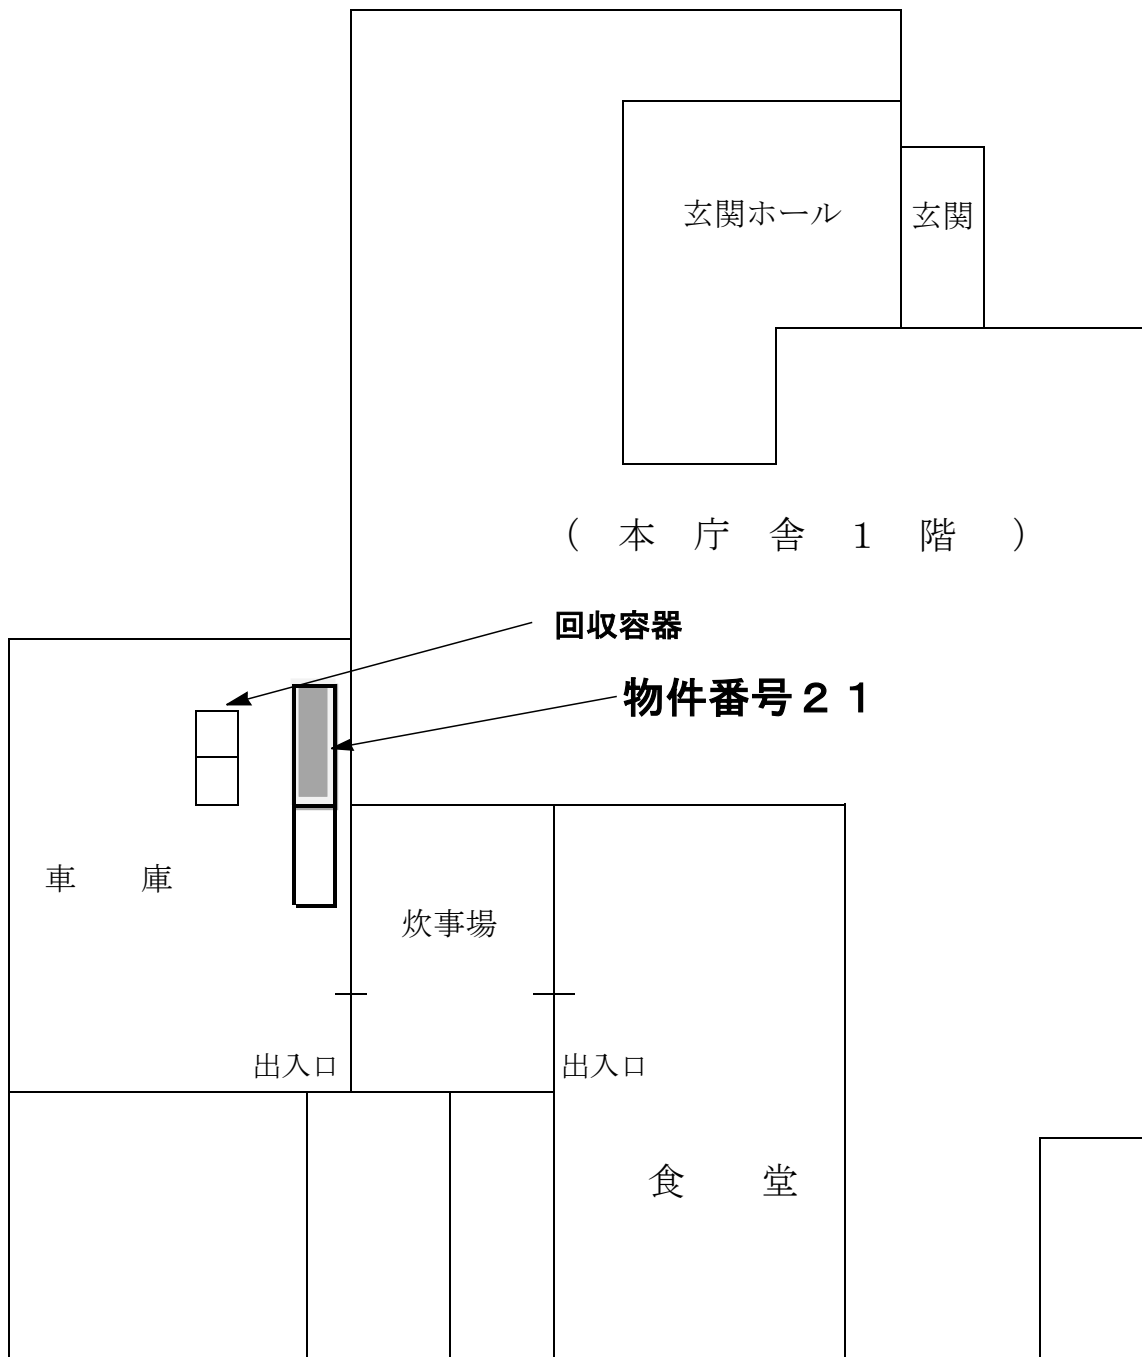 玄関ホール
玄関
（ 本 庁 舎 １ 階 ）
回収容器
物件番号２１
車 庫
炊事場
出入口
出入口
食 堂